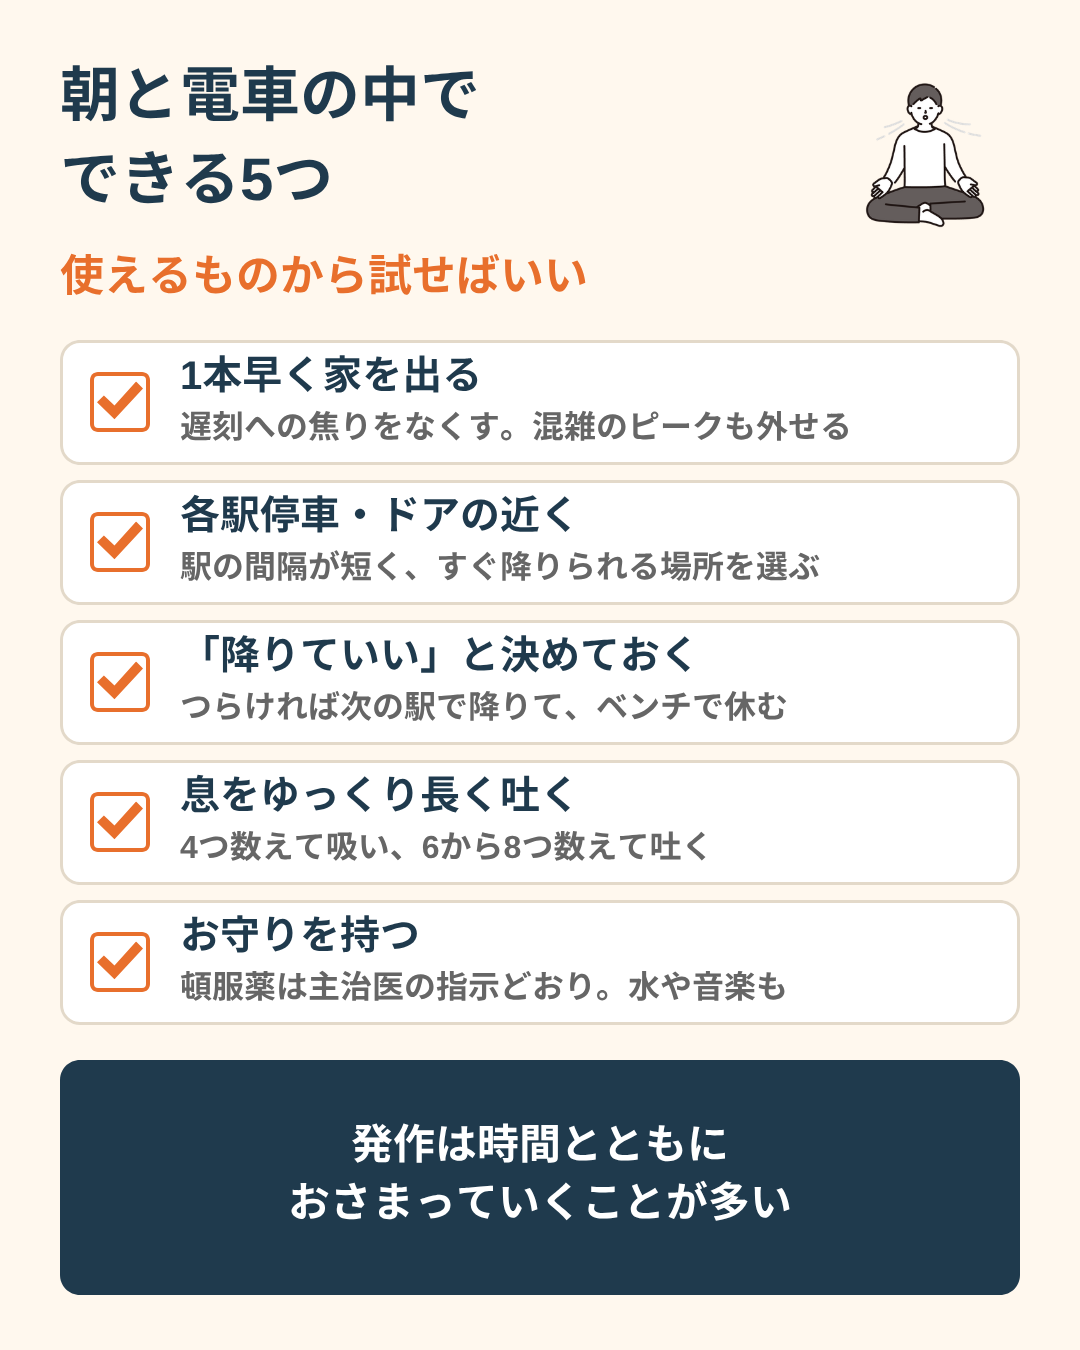 朝と電車の中で
できる5つ
使えるものから試せばいい
1本早く家を出る
遅刻への焦りをなくす。混雑のピークも外せる
各駅停車・ドアの近く
駅の間隔が短く、すぐ降りられる場所を選ぶ
「降りていい」と決めておく
つらければ次の駅で降りて、ベンチで休む
息をゆっくり長く吐く
4つ数えて吸い、6から8つ数えて吐く
お守りを持つ
頓服薬は主治医の指示どおり。水や音楽も
発作は時間とともに
おさまっていくことが多い